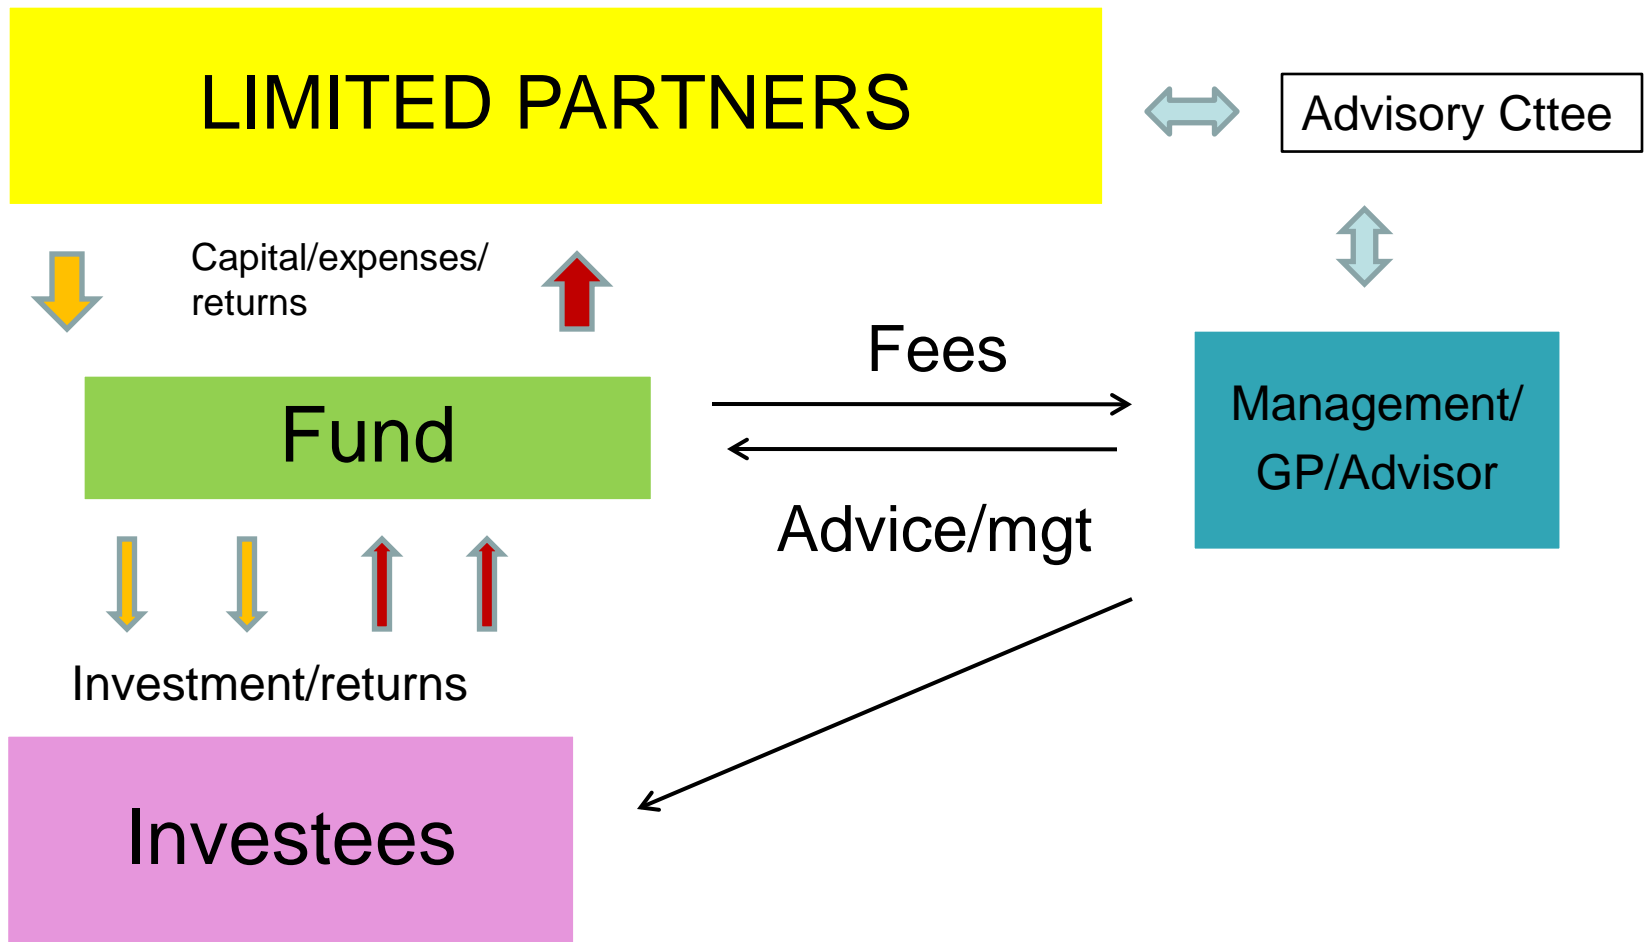 LIMITED PARTNERS
Advisory Cttee
Capital/expenses/
returns
Fees
Management/
GP/Advisor
Fund
Advice/mgt
Investment/returns
Investees